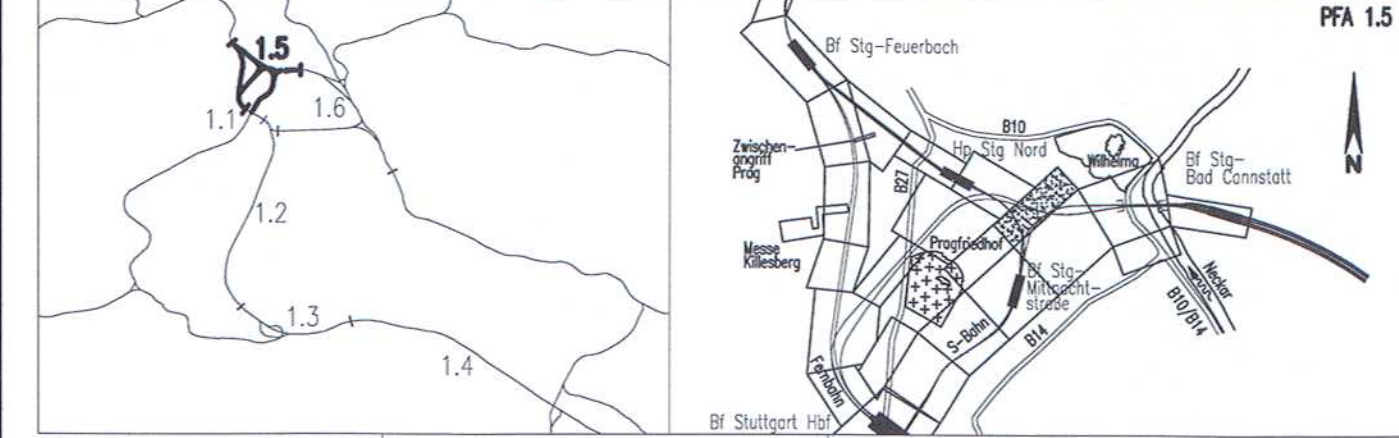 1.5
1.1
1.6
1.2
1.3
1.4
PFA 1.5
Bf Stg-Feuerbach
B10
Zwischen-
angriff
Prag
Hp Stg Nord
Wilhelma
Bf Stg-
Bad Cannstatt
N
B27
Messe
Killesberg
Pragfriedhof
Bf Stg-
Mittnacht-
straße
Neckar
B10/B14
S-Bahn
B14
Fernbahn
Bf Stuttgart Hbf